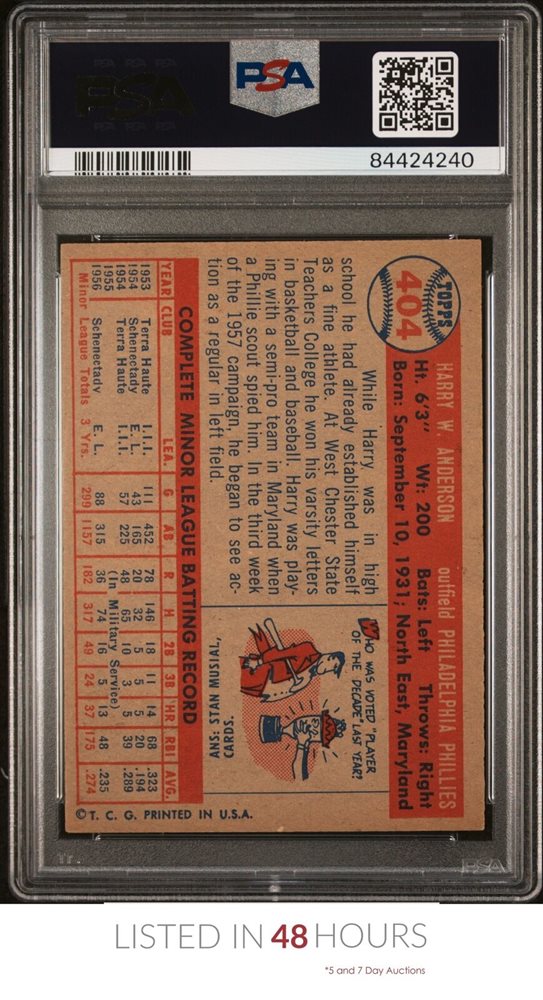 PSA
PSA
84424240
TOPPS
404
HARRY W. ANDERSON
outfield PHILADELPHIA PHILLIES
Ht. 6'3" Wt: 200 Bats: Left Throws: Right
Born: September 10, 1931; North East, Maryland
While Harry was in high
school he had already established himself
as a fine athlete. At West Chester State
Teachers College he won his varsity letters
in basketball and baseball. Harry was play-
ing with a semi-pro team in Maryland when
a Phillie scout spied him. In the third week
of the 1957 campaign, he began to see ac-
tion as a regular in left field.
WHO WAS VOTED "PLAYER
OF THE DECADE" LAST YEAR?
ANS: STAN MUSIAL,
CARDS.
COMPLETE MINOR LEAGUE BATTING RECORD
YEAR CLUB LEA. G AB R H 2B 3B HR RBI AVG.
1953 Terra Haute I.I.I. 111 452 78 146 18 11 14 68 .323
1954 Schenectady E. L. 43 165 20 32 5 5 20 .194
1954 Terra Haute I.I.I. 57 225 48 65 10 3 5 39 .289
1955 (In Military Service)
1956 Schenectady E. L. 88 315 36 74 16 5 13 48 .235
Minor League Totals 3 Yrs. 299 1157 182 317 49 24 37 175 .274
©T. C. G. PRINTED IN U.S.A.
PSA
LISTED IN 48 HOURS
*5 and 7 Day Auctions